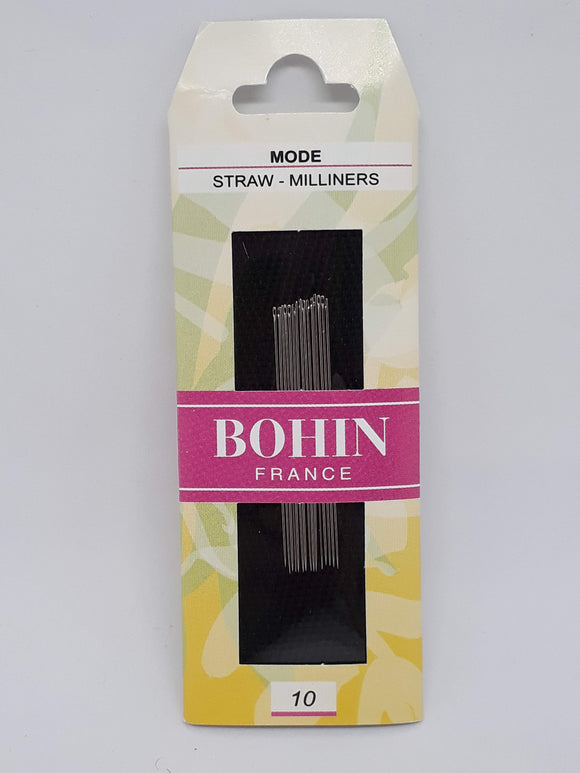 MODE
STRAW - MILLINERS
BOHIN
FRANCE
10